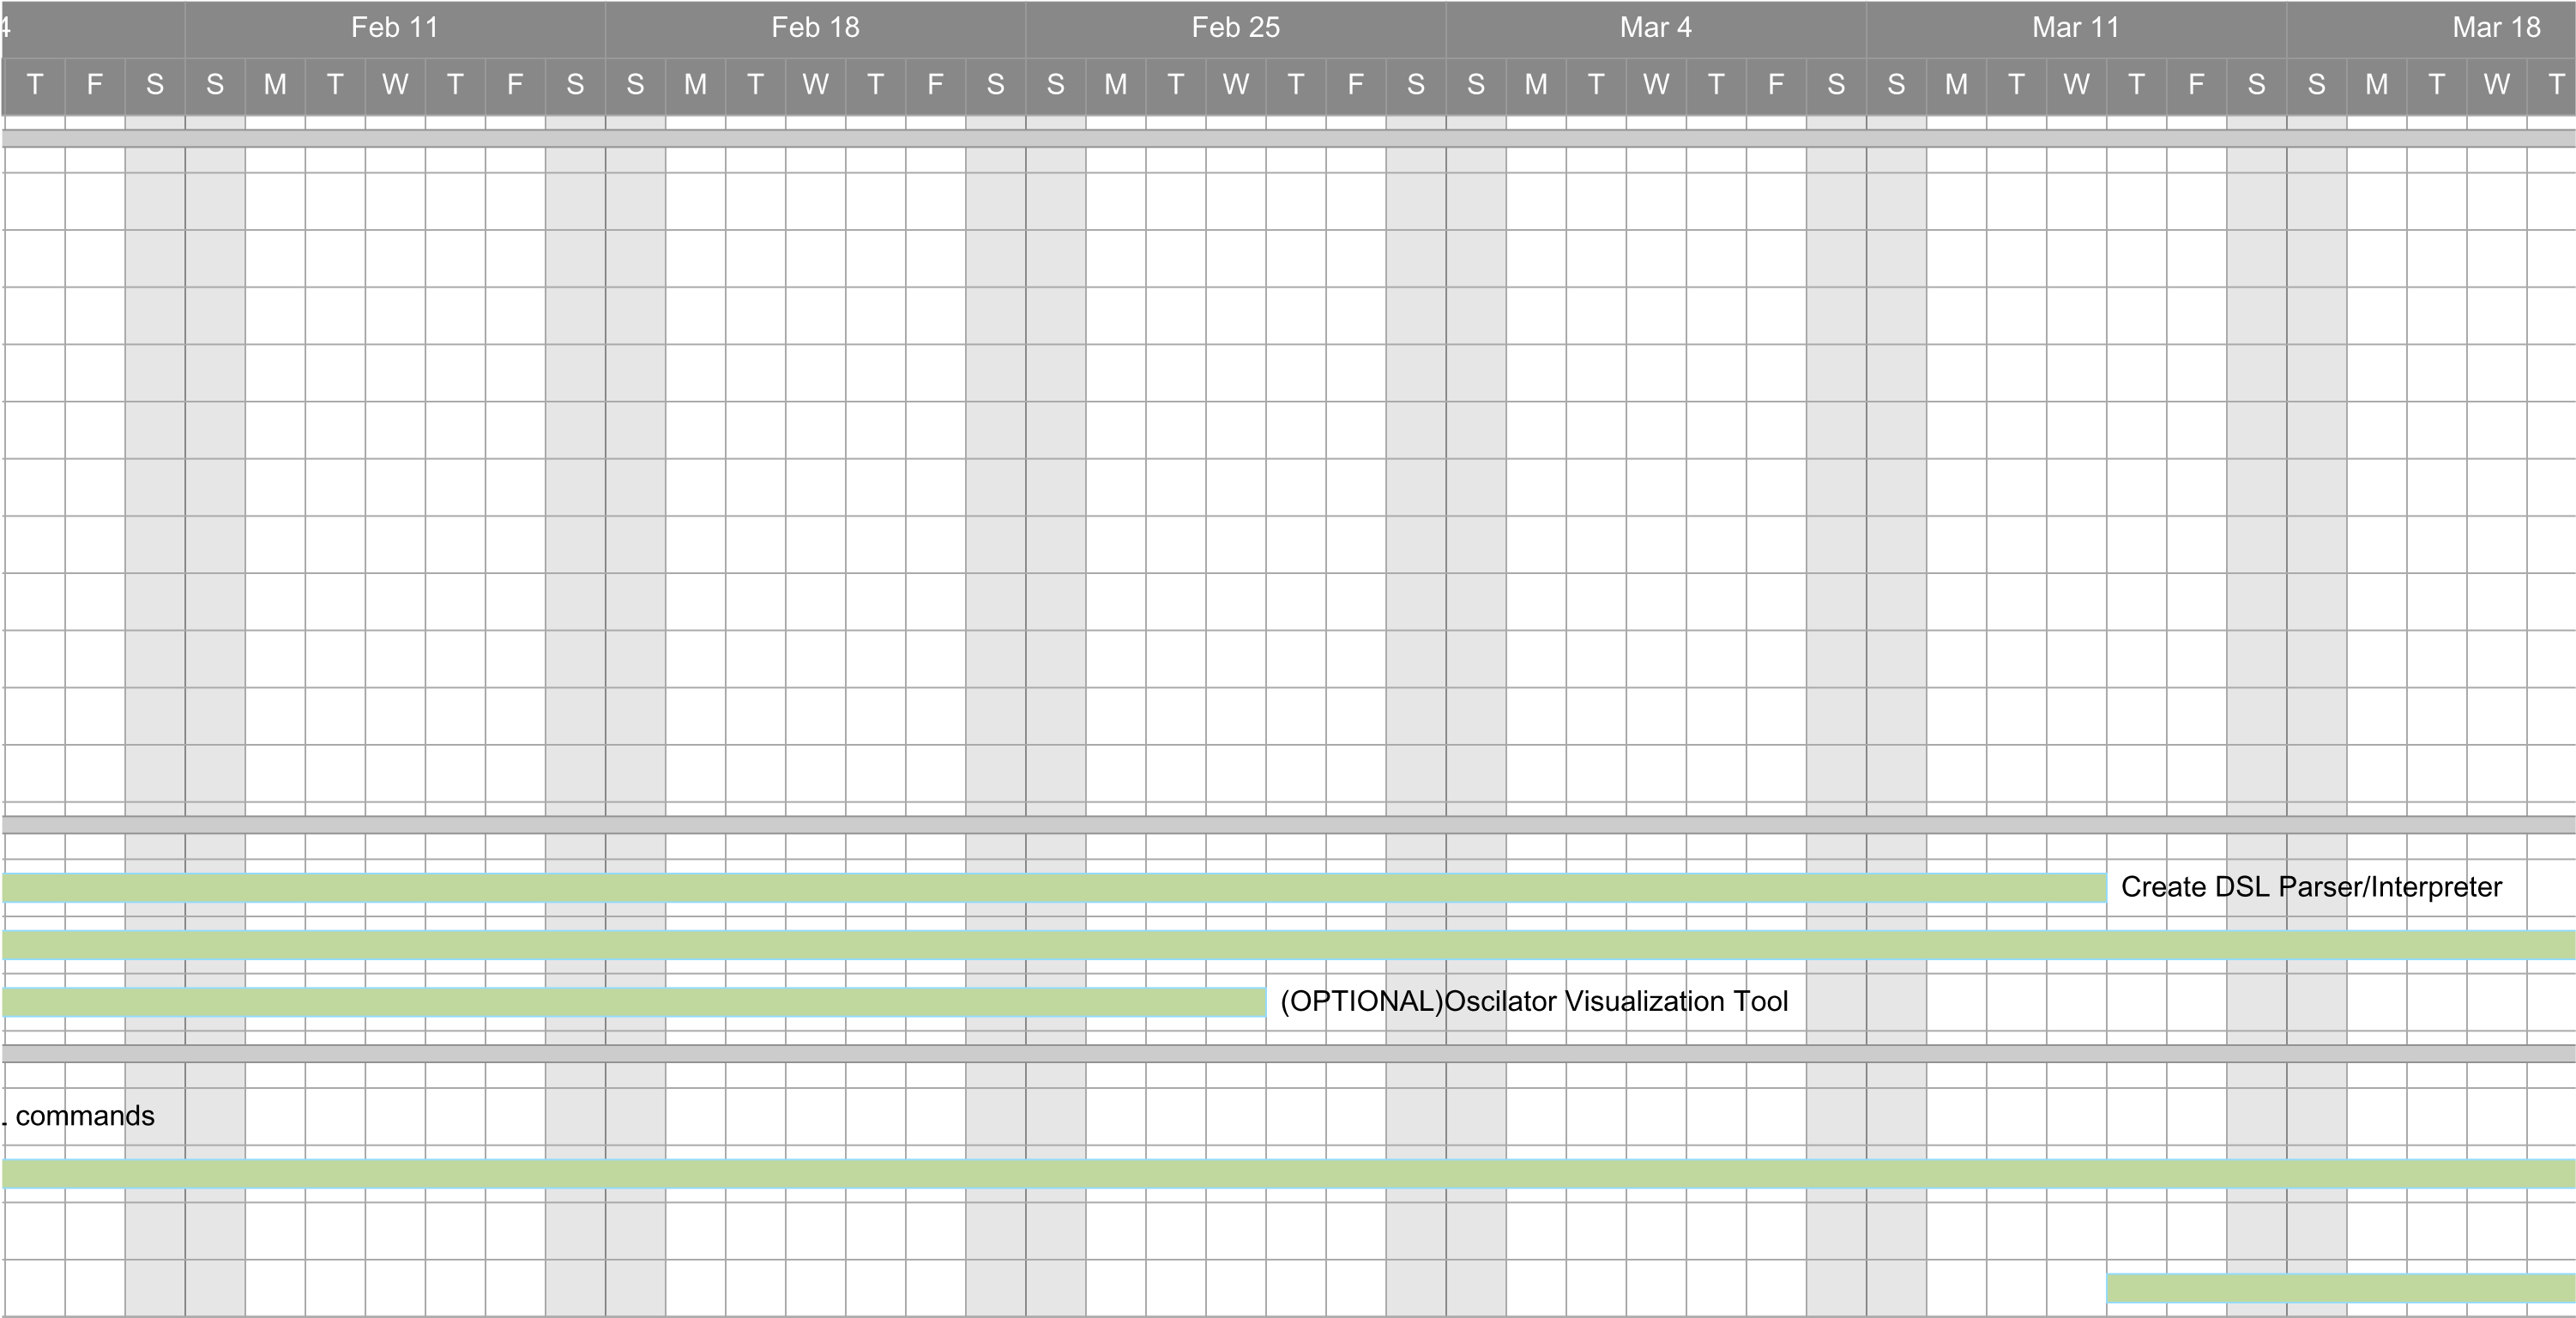 4 Feb 11 Feb 18 Feb 25 Mar 4 Mar 11 Mar 18
T F S S M T W T F S S M T W T F S S M T W T F S S M T W T F S S M T W T F S S M T W T
Create DSL Parser/Interpreter
(OPTIONAL)Oscilator Visualization Tool
commands